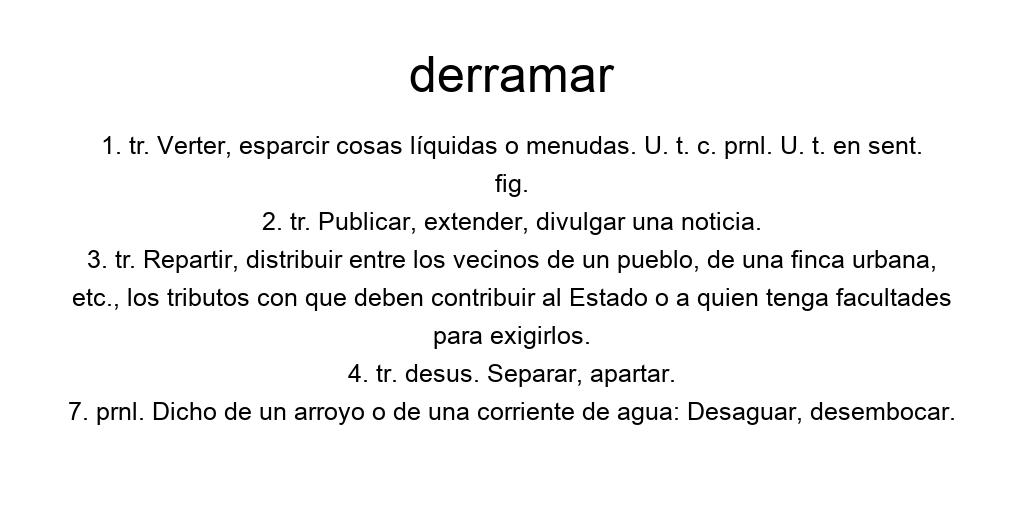 derramar
1. tr. Verter, esparcir cosas líquidas o menudas. U. t. c. prnl. U. t. en sent.
fig.
2. tr. Publicar, extender, divulgar una noticia.
3. tr. Repartir, distribuir entre los vecinos de un pueblo, de una finca urbana,
etc., los tributos con que deben contribuir al Estado o a quien tenga facultades
para exigirlos.
4. tr. desus. Separar, apartar.
7. prnl. Dicho de un arroyo o de una corriente de agua: Desaguar, desembocar.